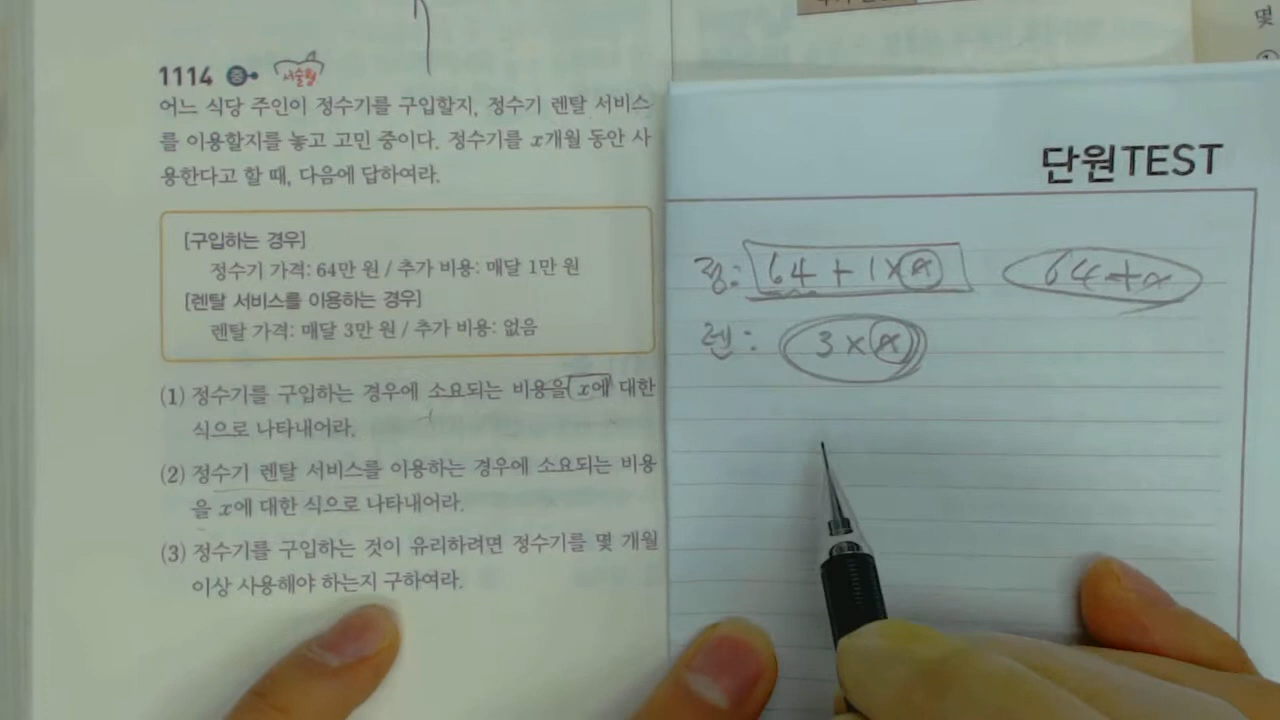 1114 중 서술형
어느 식당 주인이 정수기를 구입할지, 정수기 렌탈 서비스
를 이용할지를 놓고 고민 중이다. 정수기를 x개월 동안 사
용한다고 할 때, 다음에 답하여라.
[구입하는 경우]
정수기 가격: 64만 원 / 추가 비용: 매달 1만 원
[렌탈 서비스를 이용하는 경우]
렌탈 가격: 매달 3만 원 / 추가 비용: 없음
(1) 정수기를 구입하는 경우에 소요되는 비용을 x에 대한
식으로 나타내어라.
(2) 정수기 렌탈 서비스를 이용하는 경우에 소요되는 비용
을 x에 대한 식으로 나타내어라.
(3) 정수기를 구입하는 것이 유리하려면 정수기를 몇 개월
이상 사용해야 하는지 구하여라.
몇
단원TEST
정: 64 + 1×x 64+x
렌: 3×x